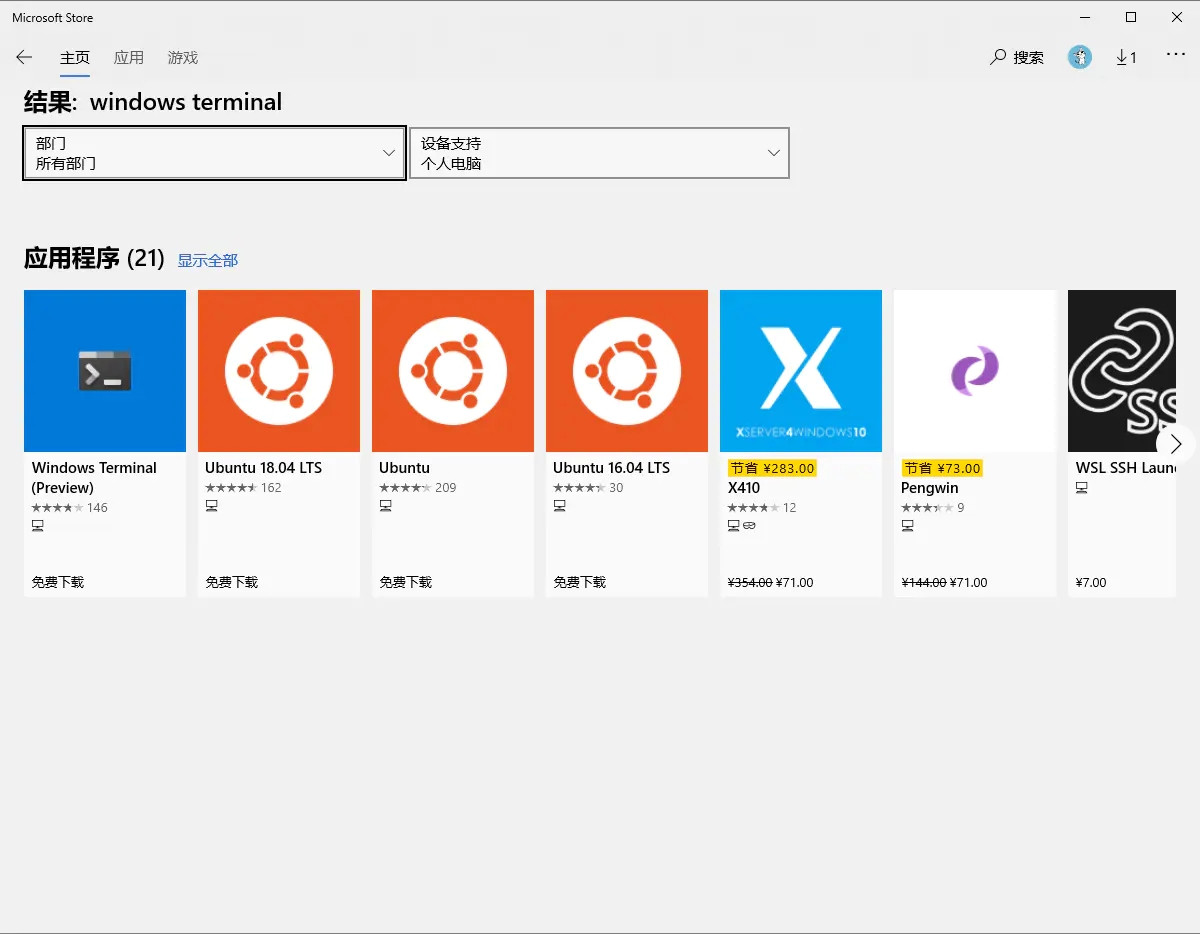 Microsoft Store
主页 应用 游戏 搜索 1
结果: windows terminal
部门
所有部门
设备支持
个人电脑
应用程序 (21) 显示全部
Windows Terminal
(Preview)
146
免费下载
Ubuntu 18.04 LTS
162
免费下载
Ubuntu
209
免费下载
Ubuntu 16.04 LTS
30
免费下载
XSERVER4WINDOWS10
节省 ¥283.00
X410
12
¥354.00 ¥71.00
节省 ¥73.00
Pengwin
9
¥144.00 ¥71.00
SS
WSL SSH Laun
¥7.00